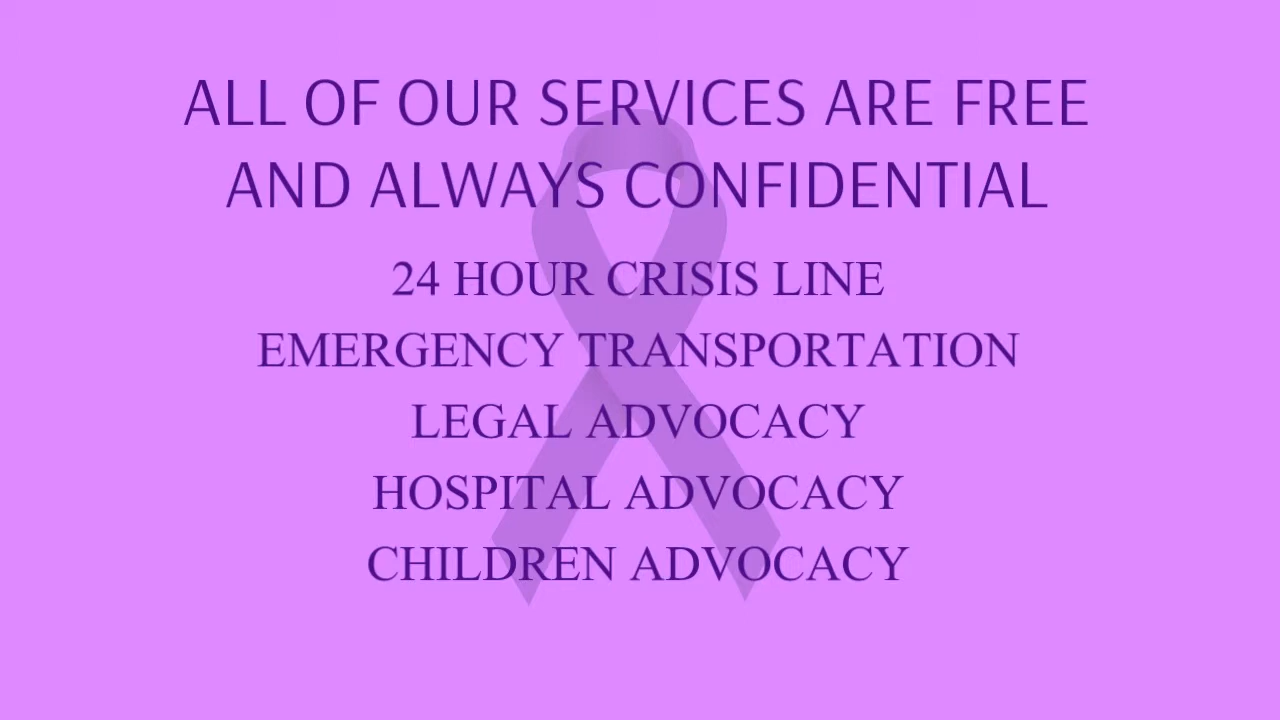 ALL OF OUR SERVICES ARE FREE
AND ALWAYS CONFIDENTIAL
24 HOUR CRISIS LINE
EMERGENCY TRANSPORTATION
LEGAL ADVOCACY
HOSPITAL ADVOCACY
CHILDREN ADVOCACY